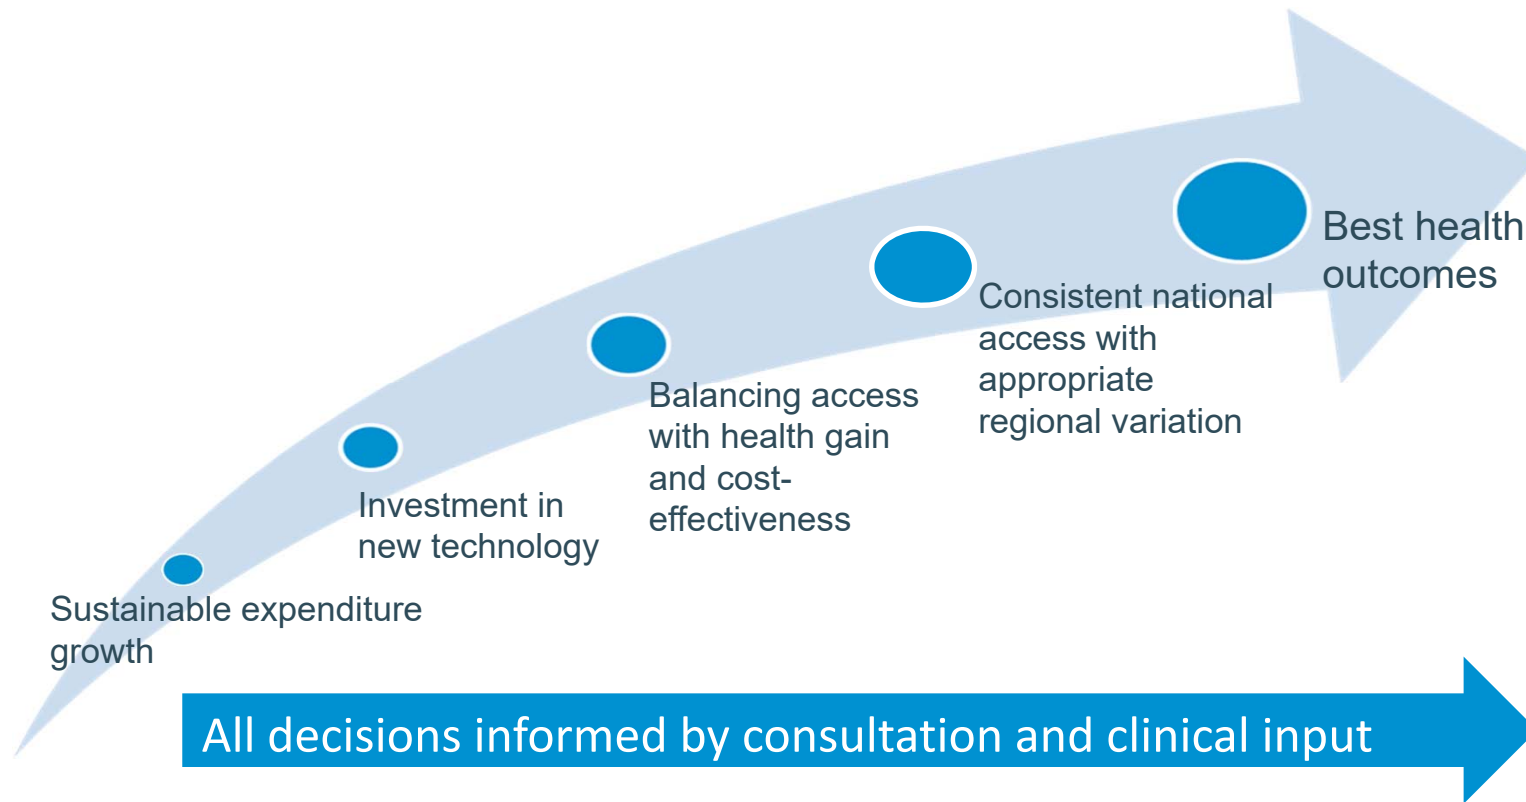 Sustainable expenditure
growth
Investment in
new technology
Balancing access
with health gain
and cost-
effectiveness
Consistent national
access with
appropriate
regional variation
Best health
outcomes
All decisions informed by consultation and clinical input